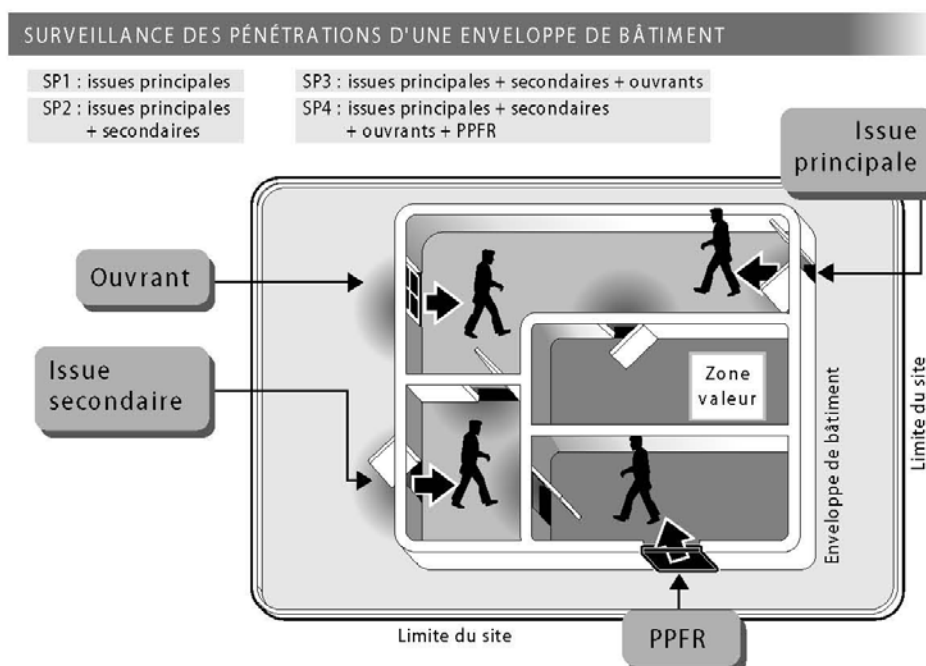 SURVEILLANCE DES PÉNÉTRATIONS D'UNE ENVELOPPE DE BÂTIMENT
SP1 : issues principales
SP2 : issues principales
+ secondaires
SP3 : issues principales + secondaires + ouvrants
SP4 : issues principales + secondaires
+ ouvrants + PPFR
Issue
principale
Ouvrant
Issue
secondaire
Zone
valeur
Enveloppe de bâtiment
Limite du site
Limite du site
PPFR